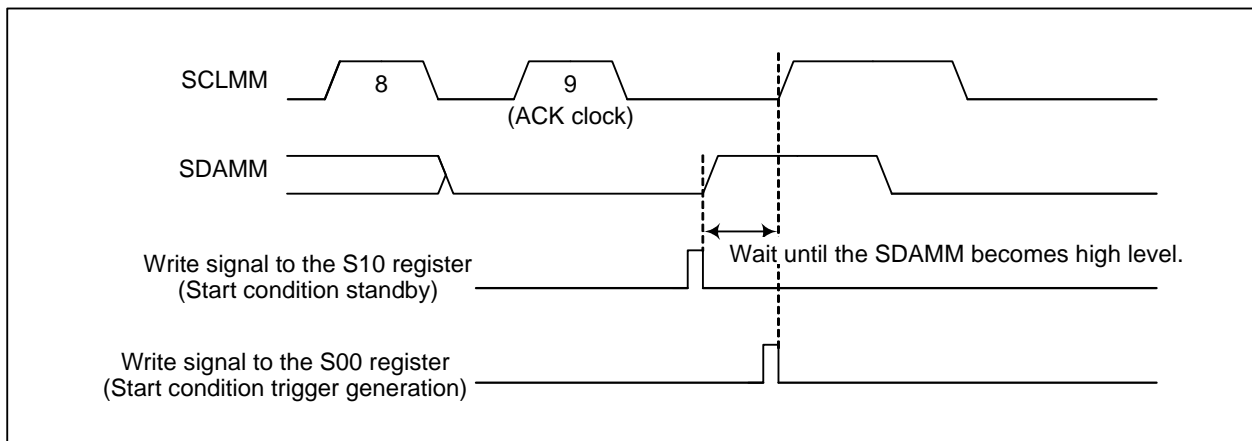 SCLMM
8
9
(ACK clock)
SDAMM
Wait until the SDAMM becomes high level.
Write signal to the S10 register
(Start condition standby)
Write signal to the S00 register
(Start condition trigger generation)